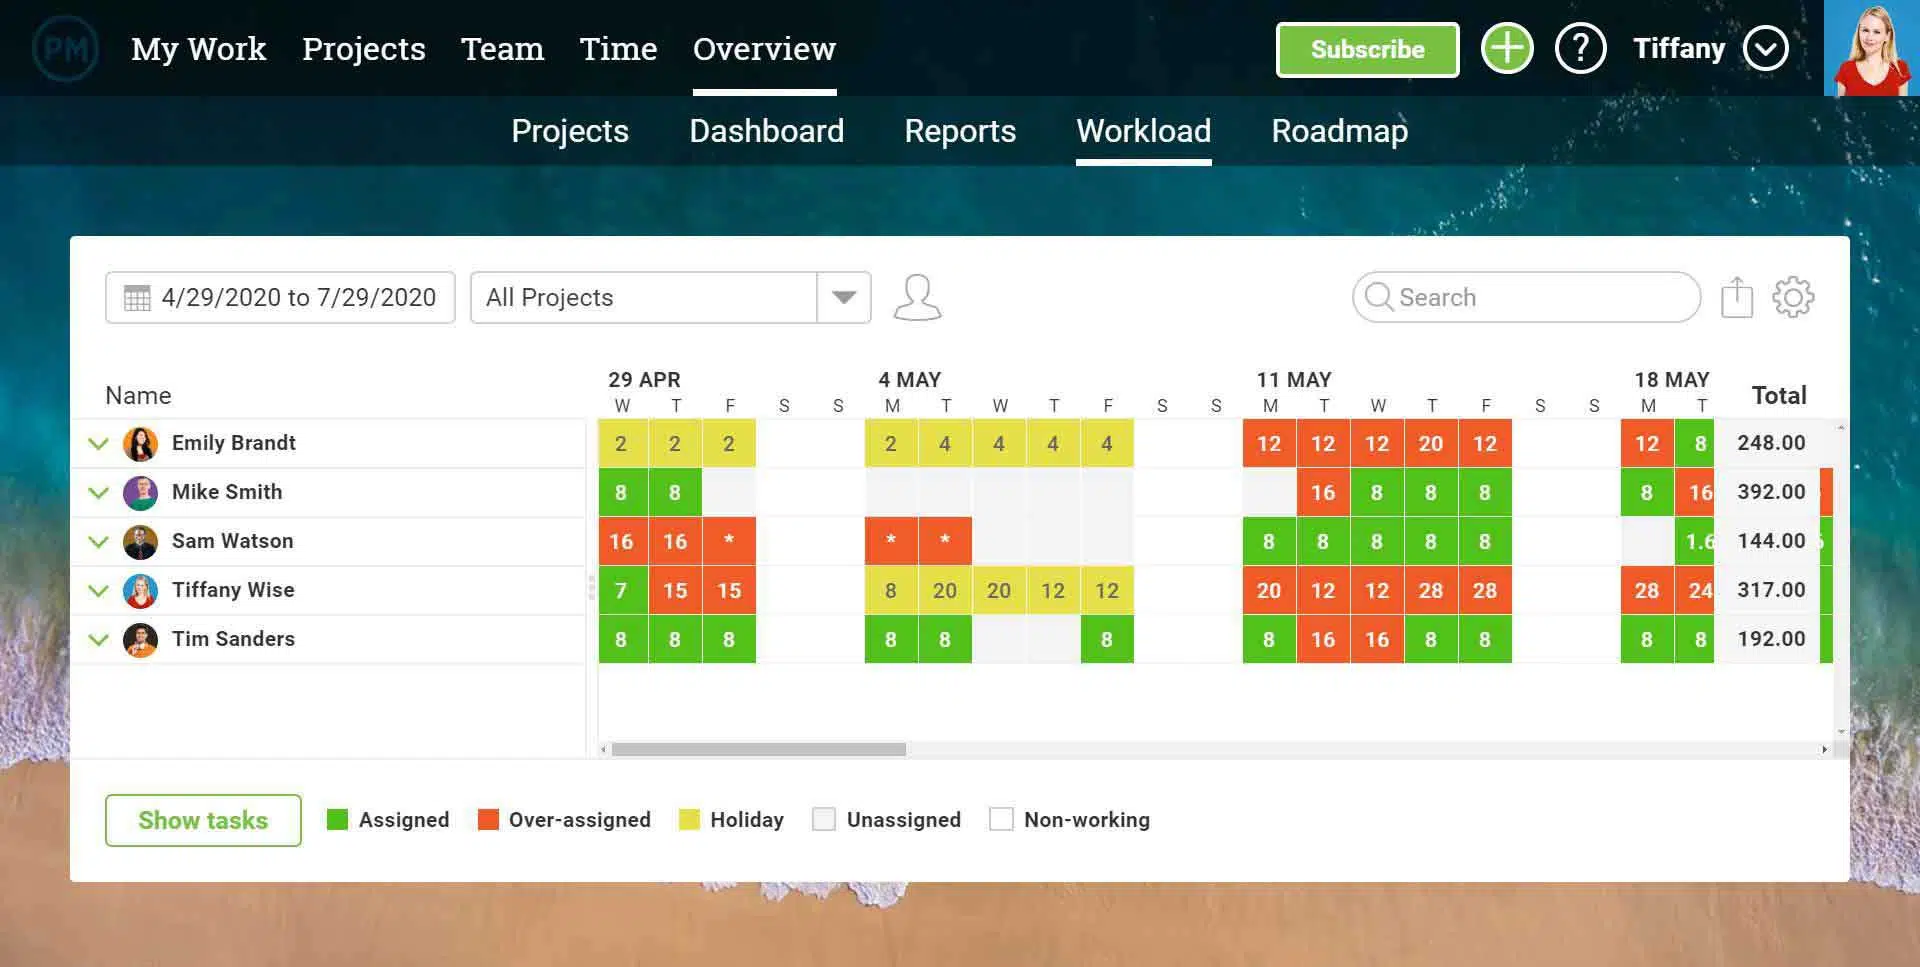 PM My Work Projects Team Time Overview Subscribe ? Tiffany
Projects Dashboard Reports Workload Roadmap
4/29/2020 to 7/29/2020 All Projects Search
29 APR 4 MAY 11 MAY 18 MAY
Name W T F S S M T W T F S S M T W T F S S M T Total
Emily Brandt 2 2 2 2 4 4 4 4 12 12 12 20 12 12 8 248.00
Mike Smith 8 8 16 8 8 8 8 16 392.00
Sam Watson 16 16 * * * 8 8 8 8 8 1.6 144.00
Tiffany Wise 7 15 15 8 20 20 12 12 20 12 12 28 28 28 24 317.00
Tim Sanders 8 8 8 8 8 8 8 16 16 8 8 8 8 192.00
Show tasks Assigned Over-assigned Holiday Unassigned Non-working